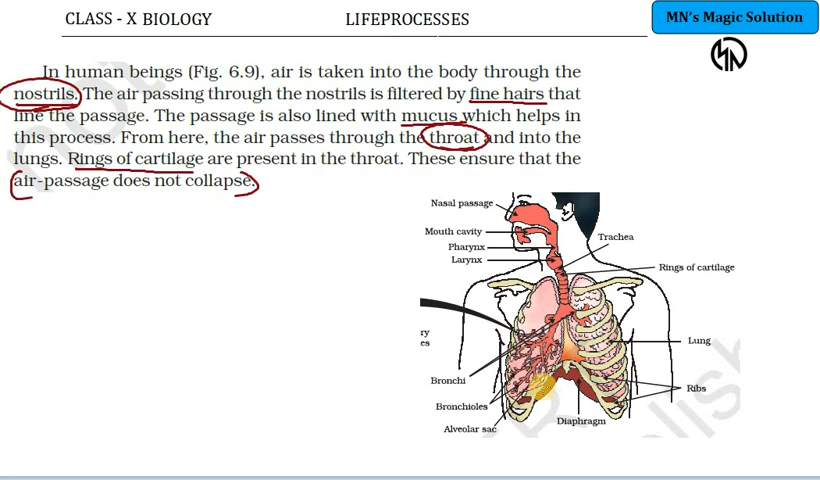 CLASS - X BIOLOGY
LIFEPROCESSES
MN's Magic Solution
In human beings (Fig. 6.9), air is taken into the body through the
nostrils. The air passing through the nostrils is filtered by fine hairs that
line the passage. The passage is also lined with mucus which helps in
this process. From here, the air passes through the throat and into the
lungs. Rings of cartilage are present in the throat. These ensure that the
air-passage does not collapse.
Nasal passage
Mouth cavity
Trachea
Pharynx
Larynx
Rings of cartilage
ry
es
Lung
Bronchi
Ribs
Bronchioles
Diaphragm
Alveolar sac